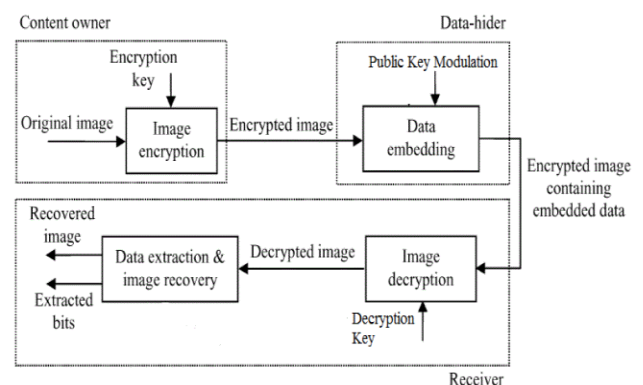 Content owner
Data-hider
Encryption
key
Public Key Modulation
Original image
Image
encryption
Encrypted image
Data
embedding
Encrypted image
containing
embedded data
Recovered
image
Data extraction &
image recovery
Decrypted image
Image
decryption
Extracted
bits
Decryption
Key
Receiver